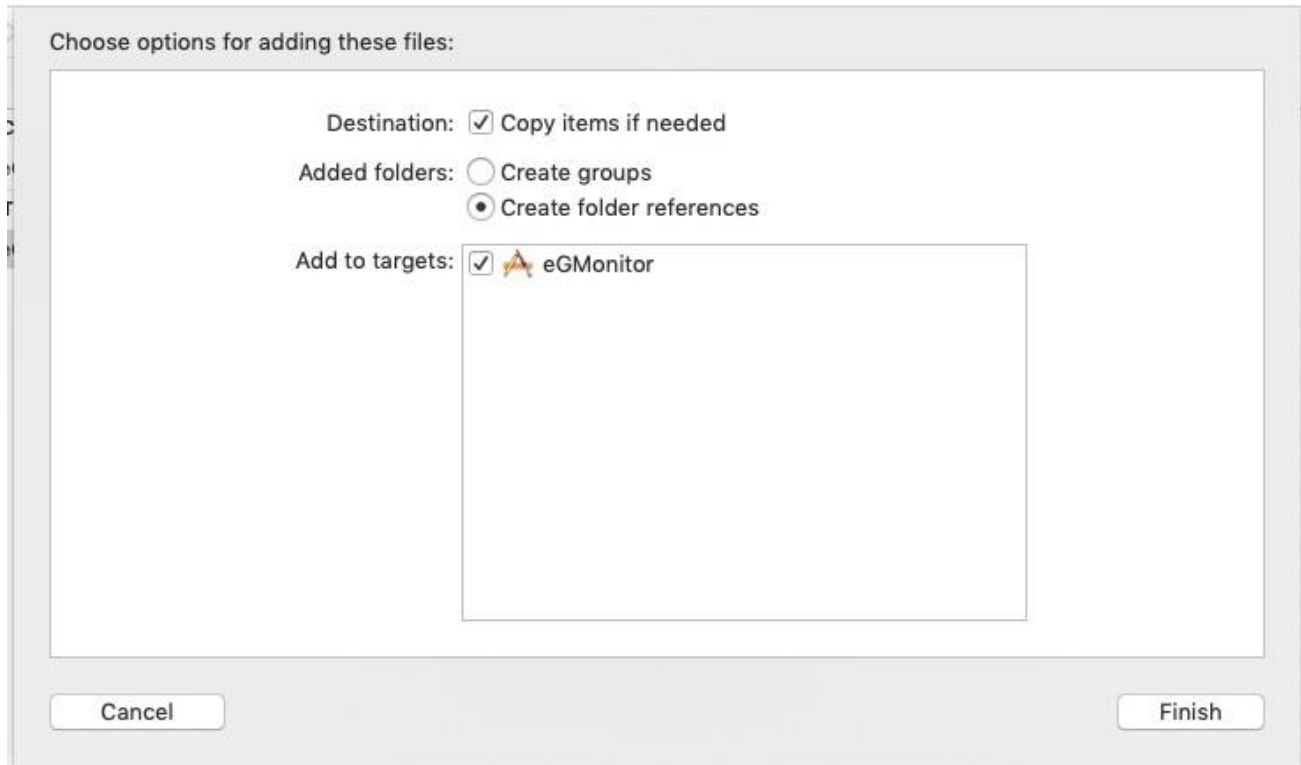 Choose options for adding these files:
Destination: Copy items if needed
Added folders: Create groups
Create folder references
Add to targets: eGMonitor
Cancel Finish